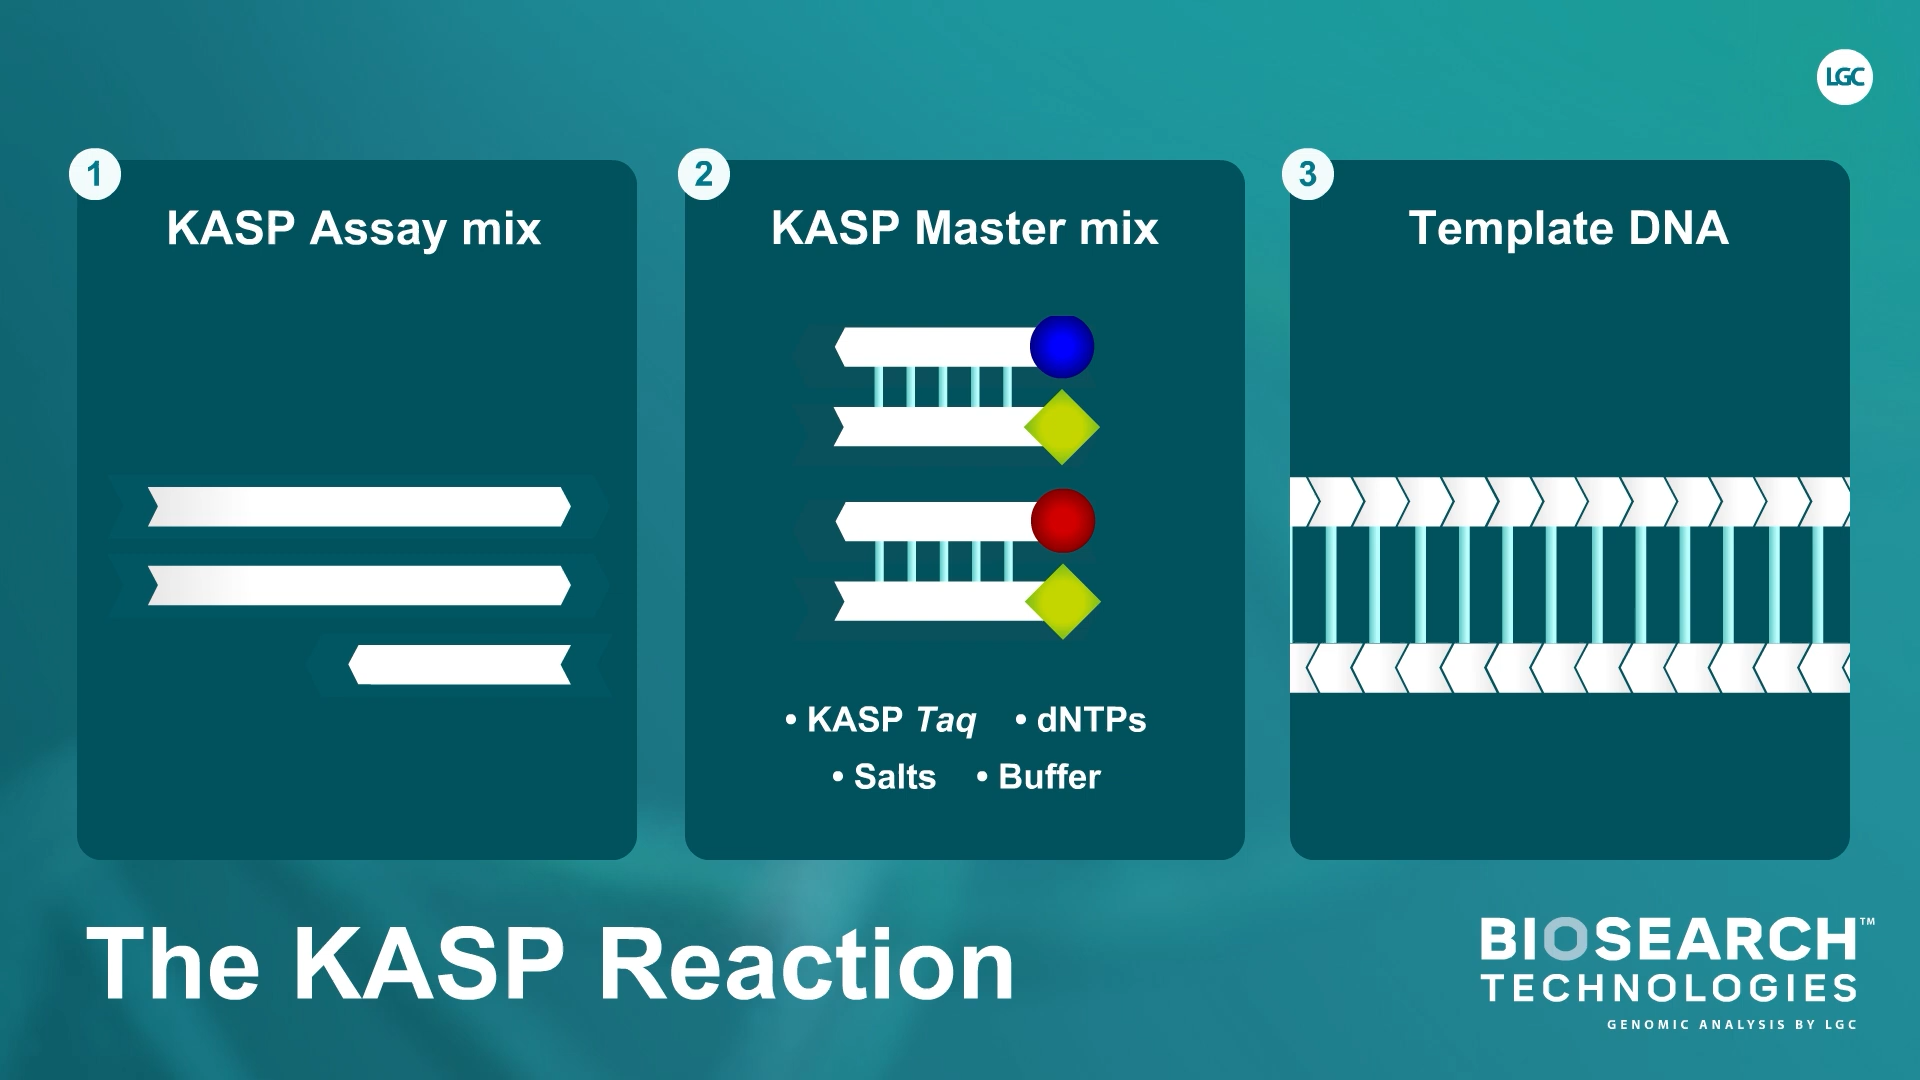 LGC
1
KASP Assay mix
2
KASP Master mix
• KASP Taq • dNTPs
• Salts • Buffer
3
Template DNA
The KASP Reaction
BIOSEARCH™
TECHNOLOGIES
GENOMIC ANALYSIS BY LGC